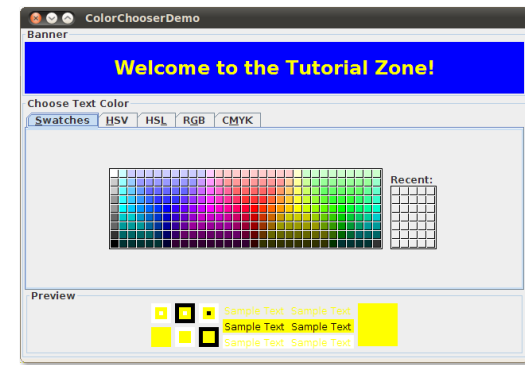 ColorChooserDemo
Banner
Welcome to the Tutorial Zone!
Choose Text Color
Swatches HSV HSL RGB CMYK
Recent:
Preview
Sample Text Sample Text
Sample Text Sample Text
Sample Text Sample Text